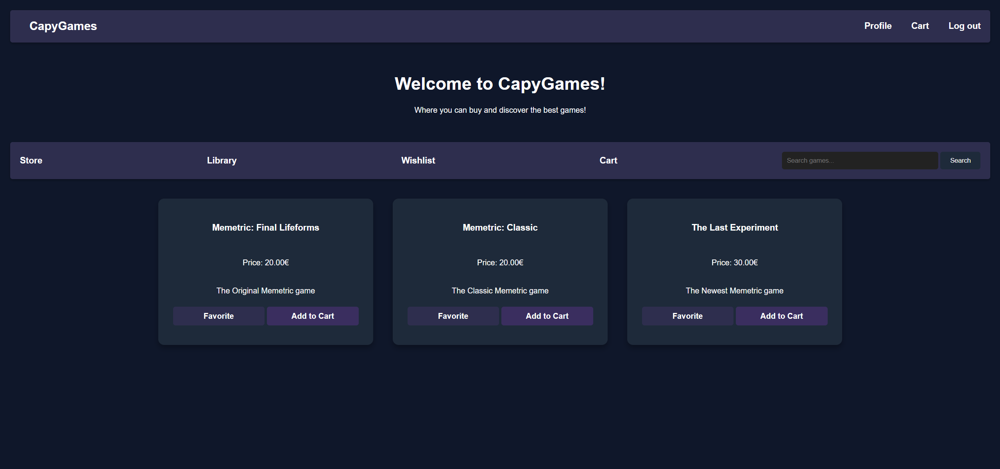 CapyGames Profile Cart Log out
Welcome to CapyGames!
Where you can buy and discover the best games!
Store Library Wishlist Cart Search games... Search
Memetric: Final Lifeforms
Price: 20.00€
The Original Memetric game
Favorite Add to Cart
Memetric: Classic
Price: 20.00€
The Classic Memetric game
Favorite Add to Cart
The Last Experiment
Price: 30.00€
The Newest Memetric game
Favorite Add to Cart